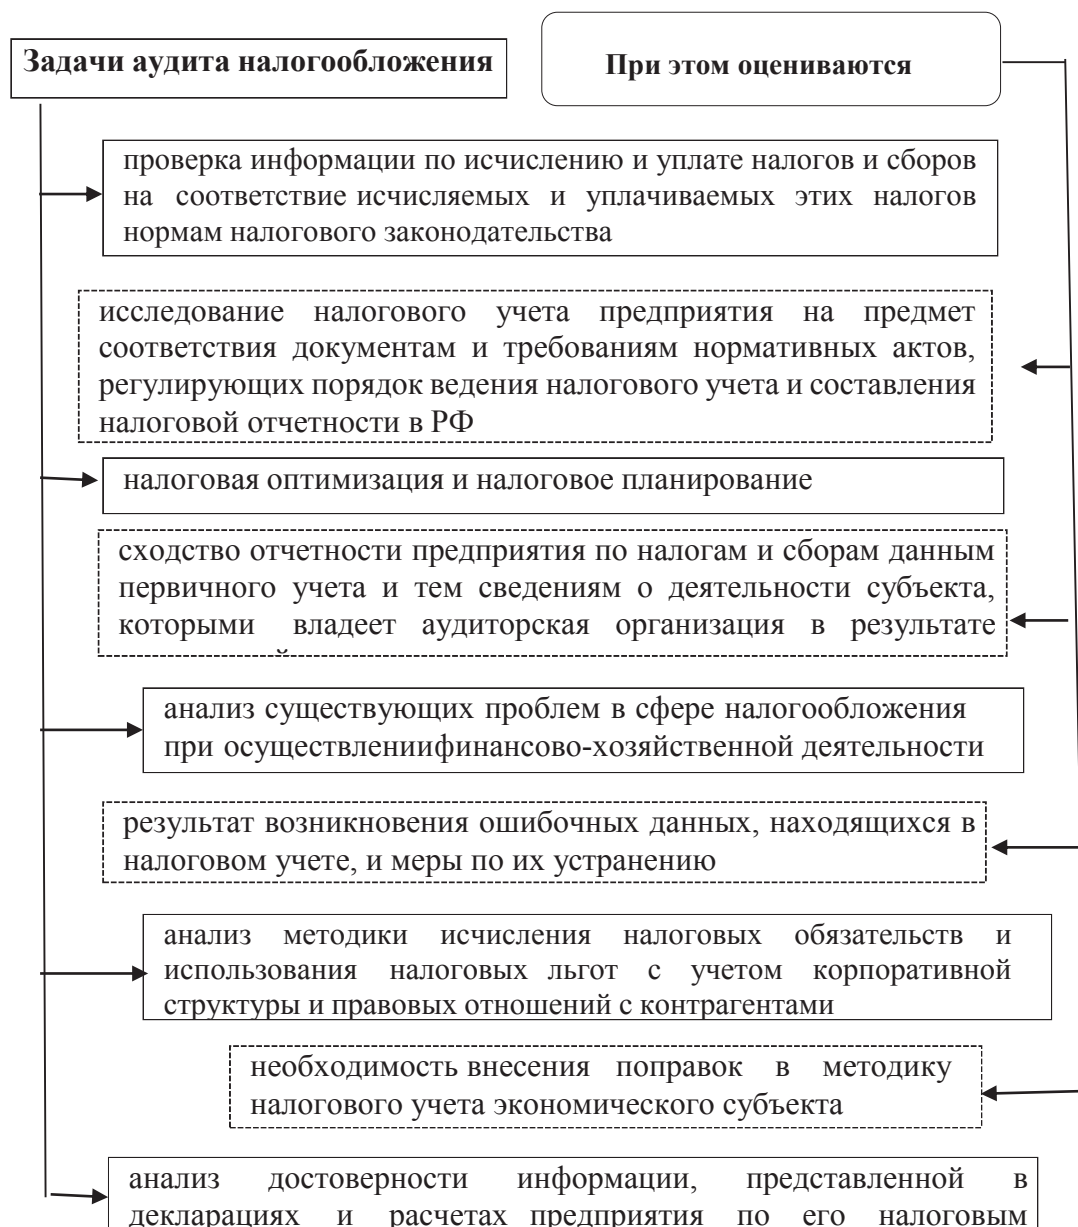 Задачи аудита налогообложения
При этом оцениваются
проверка информации по исчислению и уплате налогов и сборов
на соответствие исчисляемых и уплачиваемых этих налогов
нормам налогового законодательства
исследование налогового учета предприятия на предмет
соответствия документам и требованиям нормативных актов,
регулирующих порядок ведения налогового учета и составления
налоговой отчетности в РФ
налоговая оптимизация и налоговое планирование
сходство отчетности предприятия по налогам и сборам данным
первичного учета и тем сведениям о деятельности субъекта,
которыми владеет аудиторская организация в результате
анализ существующих проблем в сфере налогообложения
при осуществлениифинансово-хозяйственной деятельности
результат возникновения ошибочных данных, находящихся в
налоговом учете, и меры по их устранению
анализ методики исчисления налоговых обязательств и
использования налоговых льгот с учетом корпоративной
структуры и правовых отношений с контрагентами
необходимость внесения поправок в методику
налогового учета экономического субъекта
анализ достоверности информации, представленной в
декларациях и расчетах предприятия по его налоговым